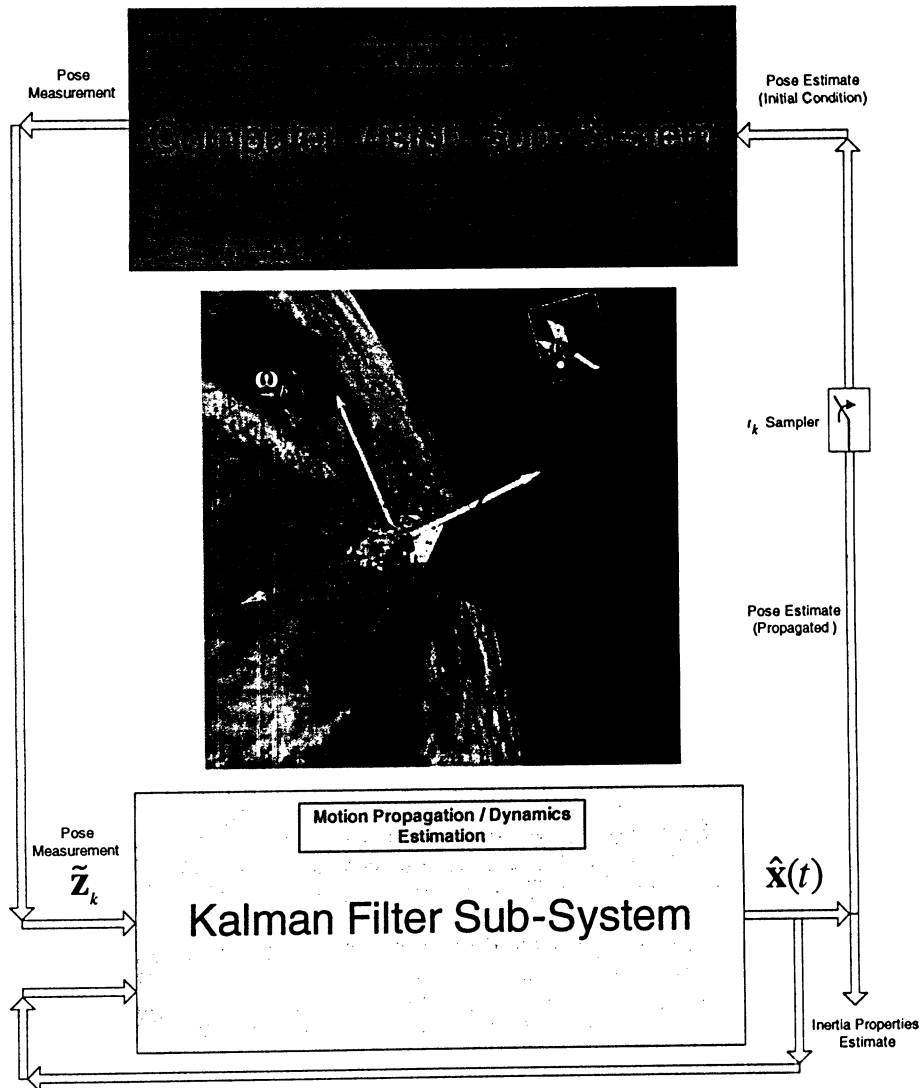 Pose
Measurement
Computer Vision Sub-System
Pose Estimate
(Initial Condition)
t_k Sampler
Pose Estimate
(Propagated)
Motion Propagation / Dynamics
Estimation
Pose
Measurement
z̃_k
Kalman Filter Sub-System
x̂(t)
Inertia Properties
Estimate